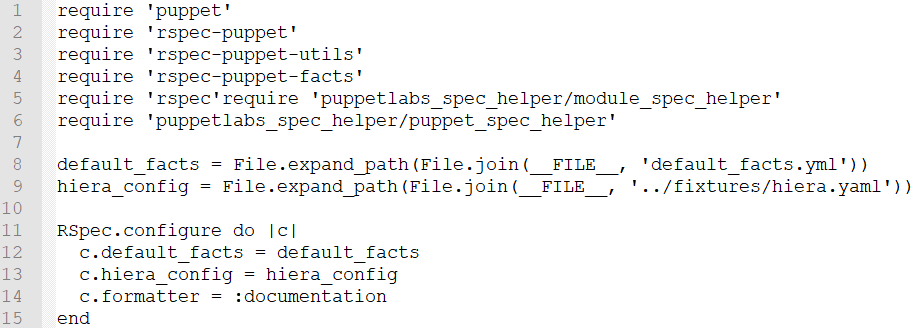 1 require 'puppet'
2 require 'rspec-puppet'
3 require 'rspec-puppet-utils'
4 require 'rspec-puppet-facts'
5 require 'rspec'require 'puppetlabs_spec_helper/module_spec_helper'
6 require 'puppetlabs_spec_helper/puppet_spec_helper'
7
8 default_facts = File.expand_path(File.join(__FILE__, 'default_facts.yml'))
9 hiera_config = File.expand_path(File.join(__FILE__, '../fixtures/hiera.yaml'))
10
11 RSpec.configure do |c|
12   c.default_facts = default_facts
13   c.hiera_config = hiera_config
14   c.formatter = :documentation
15 end